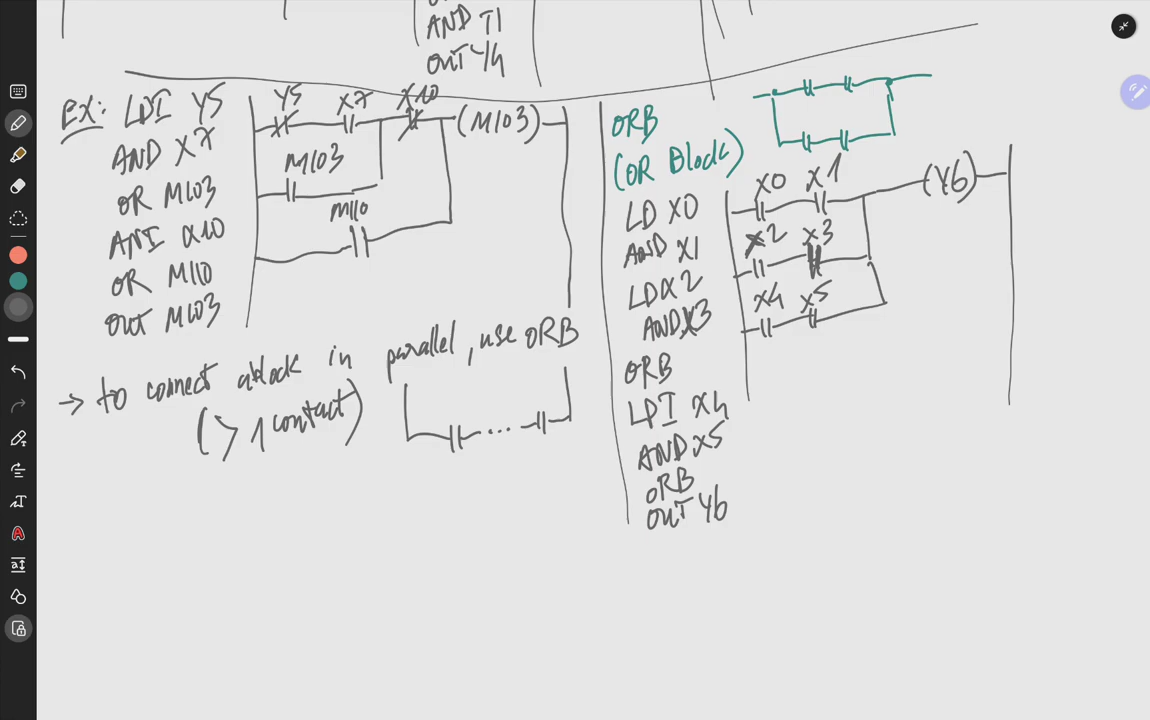 AND T1
OUT Y4
ex: LDI Y5
AND X7
OR M103
ANI X10
OR M110
OUT M103
Y5 X7 X10
(M103)
M103
M110
→ to connect a block in parallel, use ORB
(> 1 contact)
...
ORB
(OR Block)
LD X0
AND X1
LD X2
AND X3
ORB
LDI X4
AND X5
ORB
OUT Y6
X0 X1
(Y6)
X2 X3
X4 X5